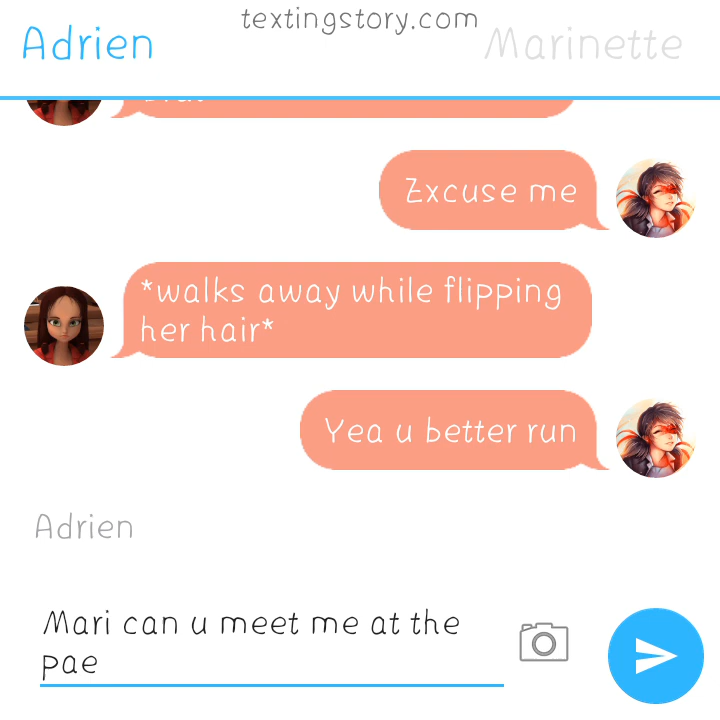 textingstory.com
Adrien
Marinette
Excuse me
*walks away while flipping
her hair*
Yea u better run
Adrien
Mari can u meet me at the
pae